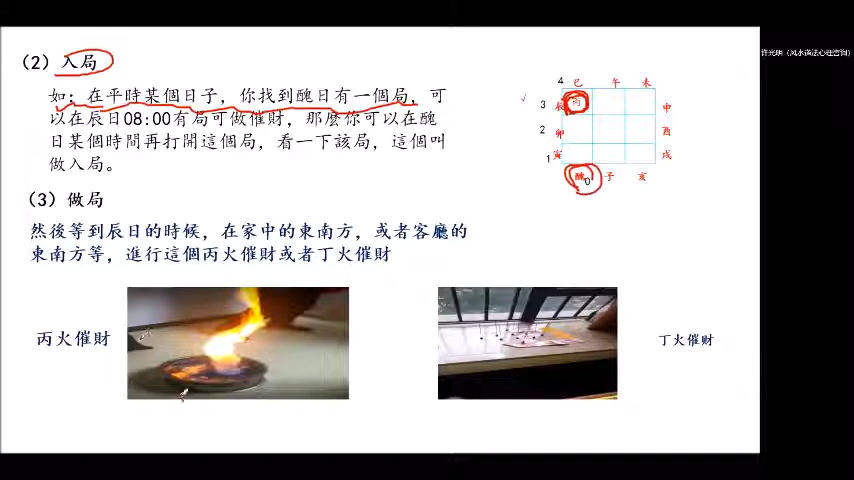 (2) 入局
如：在平時某個日子，你找到醜日有一個局，可
以在辰日08:00有局可做催財，那麼你可以在醜
日某個時間再打開這個局，看一下該局，這個叫
做入局。
(3) 做局
然後等到辰日的時候，在家中的東南方，或者客廳的
東南方等，進行這個丙火催財或者丁火催財
丙火催財
丁火催財
4 巳 午 未
3 辰 丙 申
2 卯 酉
1 寅 戌
醜 0 子 亥